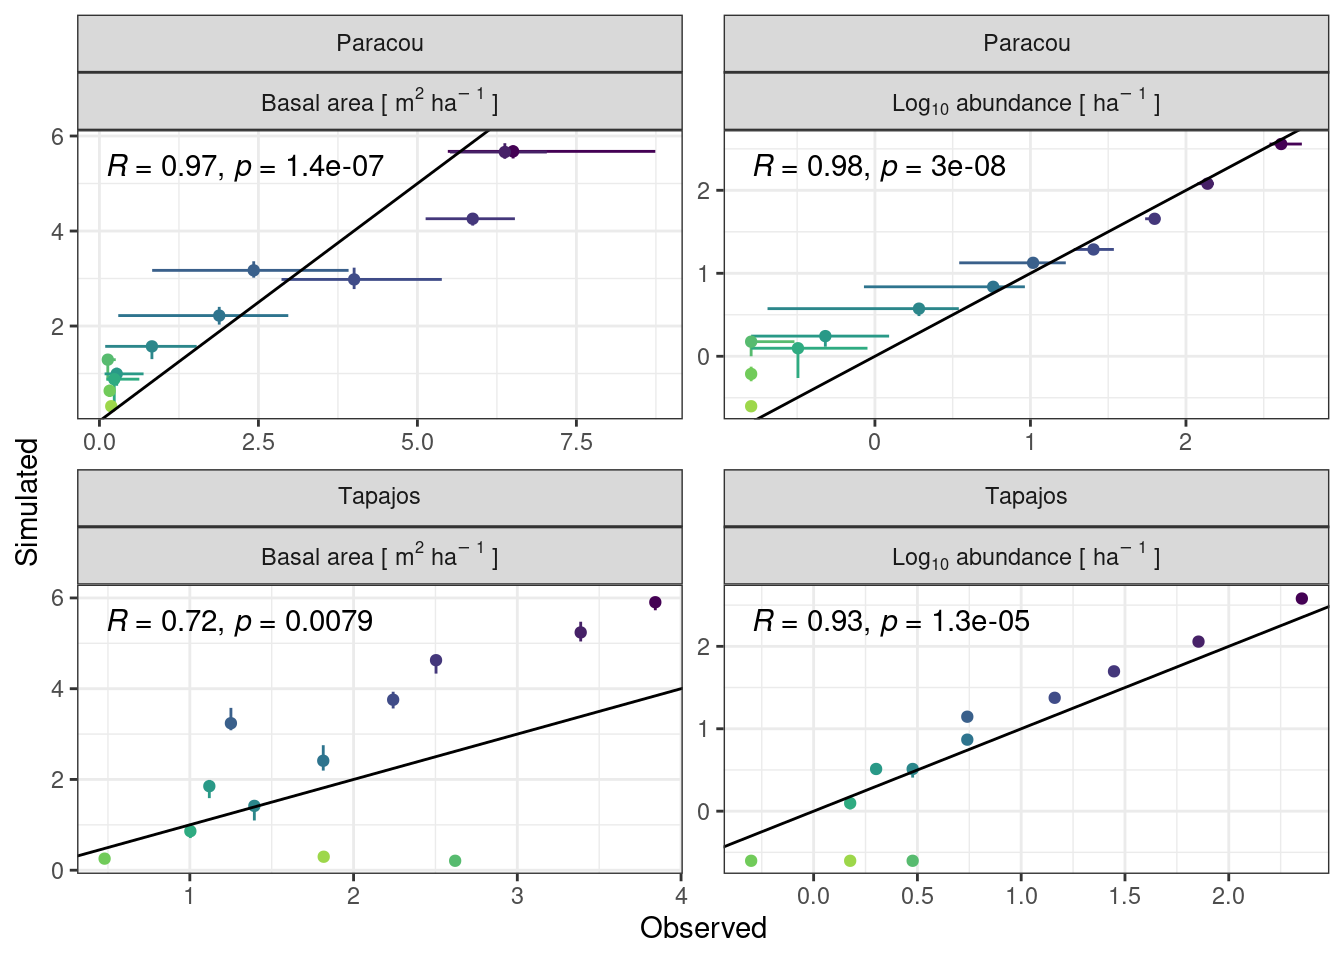 Paracou
Basal area [ m² ha⁻¹ ]
R = 0.97, p = 1.4e-07
6
4
2
0.0 2.5 5.0 7.5
Paracou
Log₁₀ abundance [ ha⁻¹ ]
R = 0.98, p = 3e-08
2
1
0
0 1 2
Simulated
Tapajos
Basal area [ m² ha⁻¹ ]
R = 0.72, p = 0.0079
6
4
2
0
1 2 3 4
Tapajos
Log₁₀ abundance [ ha⁻¹ ]
R = 0.93, p = 1.3e-05
2
1
0
0.0 0.5 1.0 1.5 2.0
Observed